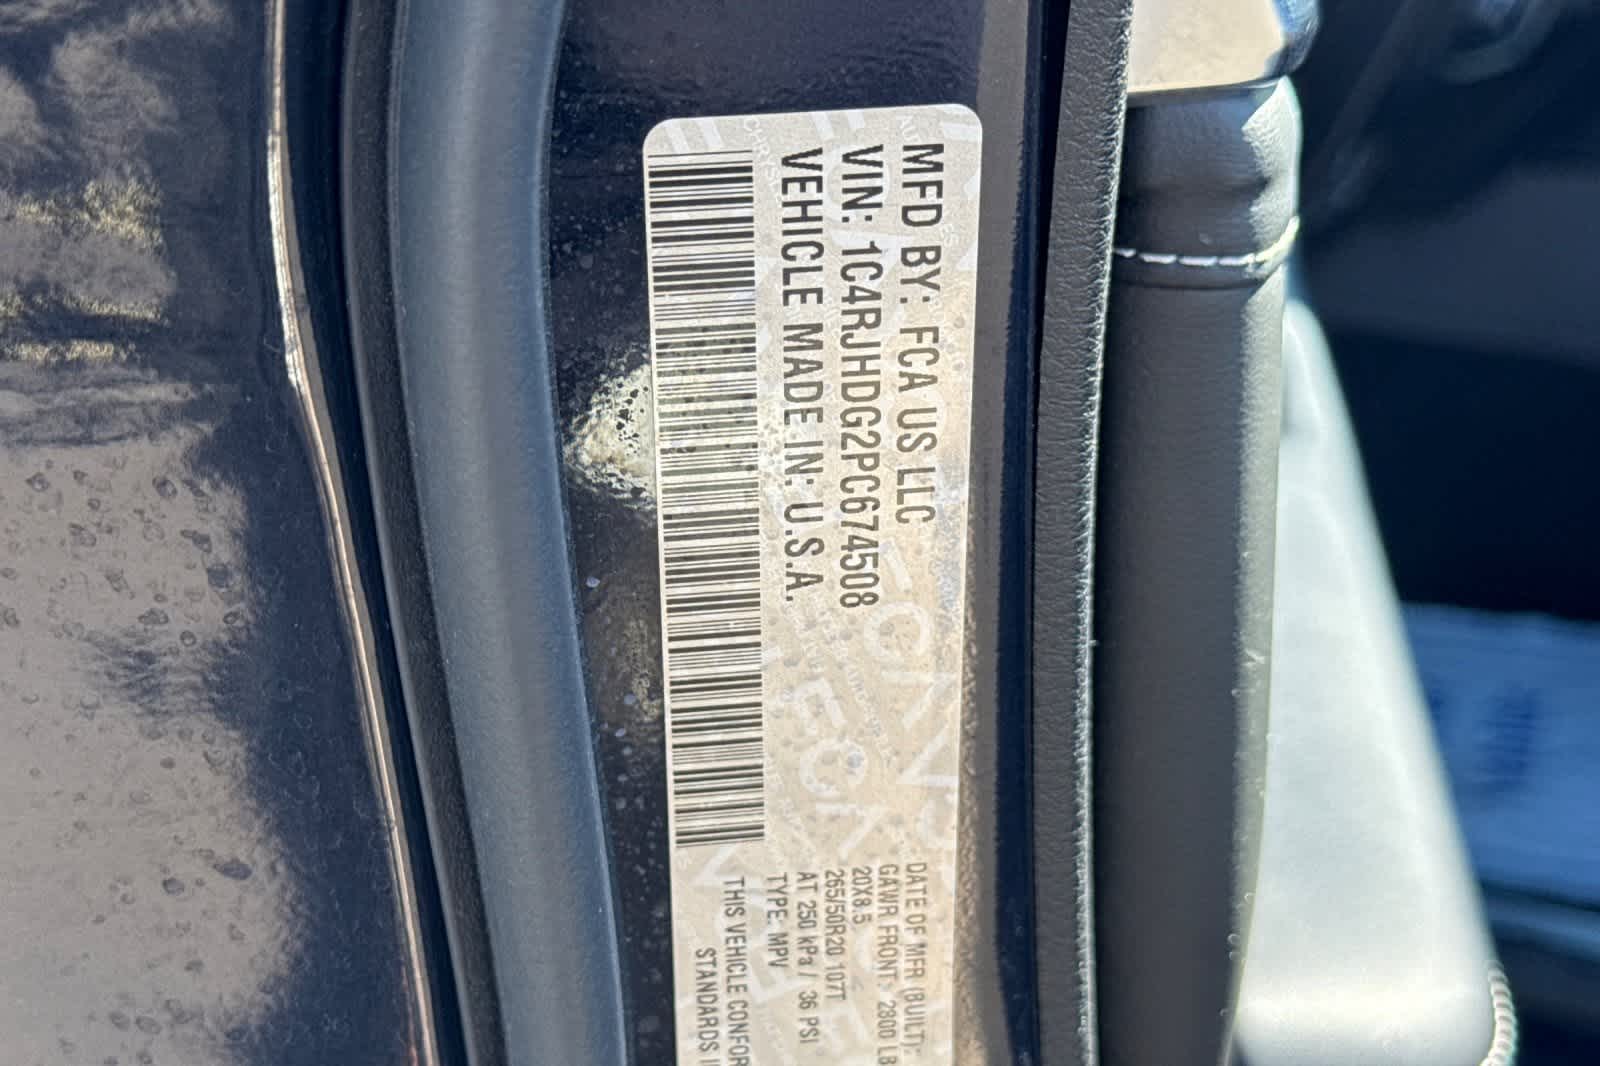 MFD BY: FCA US LLC
VIN: 1C4RJHDG2PC674508
VEHICLE MADE IN: U.S.A.
DATE OF MFR (BUILT):
GAWR FRONT: 2800 LB
20X8.5
265/50R20 107T
AT 250 kPa / 36 PSI
TYPE: MPV
THIS VEHICLE CONFOR
STANDARDS I